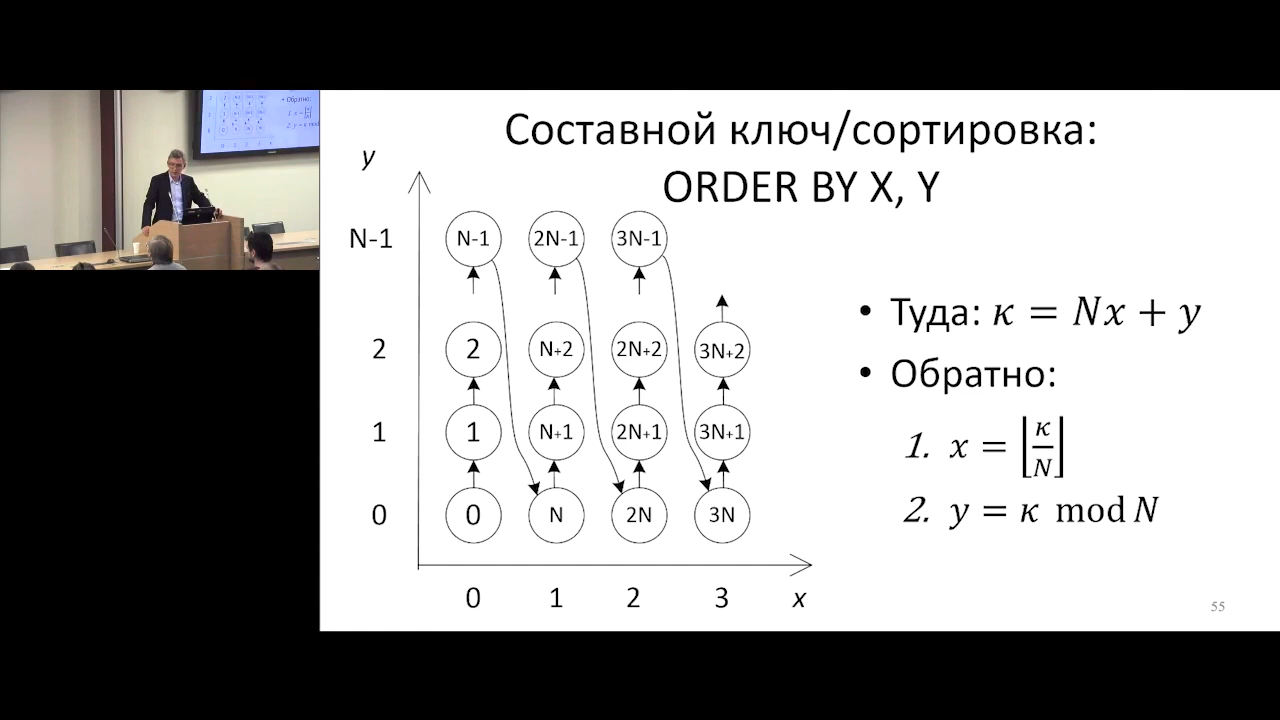 Составной ключ/сортировка:
ORDER BY X, Y
y
N-1 N-1 2N-1 3N-1
2 2 N+2 2N+2 3N+2
1 1 N+1 2N+1 3N+1
0 0 N 2N 3N
0 1 2 3 x
• Туда: κ = Nx + y
• Обратно:
1. x = ⌊κ/N⌋
2. y = κ mod N
55